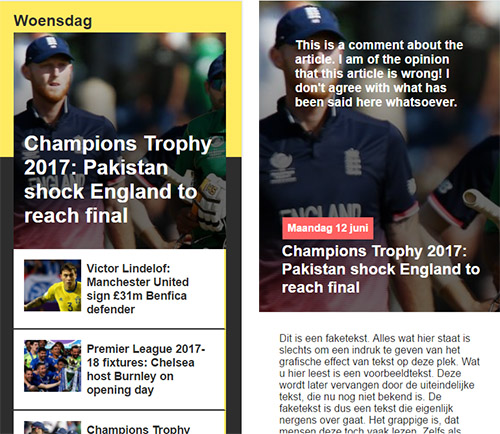 Woensdag
Champions Trophy
2017: Pakistan
shock England to
reach final
Victor Lindelof:
Manchester United
sign £31m Benfica
defender
Premier League 2017-
18 fixtures: Chelsea
host Burnley on
opening day
Champions Trophy
This is a comment about the
article. I am of the opinion
that this article is wrong! I
don't agree with what has
been said here whatsoever.
Maandag 12 juni
Champions Trophy 2017:
Pakistan shock England to
reach final
Dit is een faketekst. Alles wat hier staat is
slechts om een indruk te geven van het
grafische effect van tekst op deze plek. Wat
u hier leest is een voorbeeldtekst. Deze
wordt later vervangen door de uiteindelijke
tekst, die nu nog niet bekend is. De
faketekst is dus een tekst die eigenlijk
nergens over gaat. Het grappige is, dat
mensen deze toch vaak lezen. Zelfs als